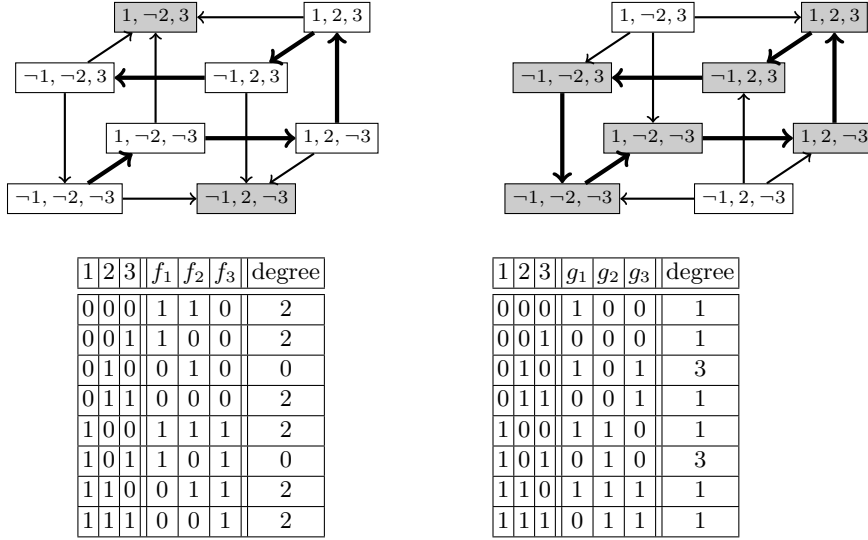 1, ¬2, 3 1, 2, 3 1, ¬2, 3 1, 2, 3
¬1, ¬2, 3 ¬1, 2, 3 ¬1, ¬2, 3 ¬1, 2, 3
1, ¬2, ¬3 1, 2, ¬3 1, ¬2, ¬3 1, 2, ¬3
¬1, ¬2, ¬3 ¬1, 2, ¬3 ¬1, ¬2, ¬3 ¬1, 2, ¬3
1 2 3 f₁ f₂ f₃ degree
0 0 0 1 1 0 2
0 0 1 1 0 0 2
0 1 0 0 1 0 0
0 1 1 0 0 0 2
1 0 0 1 1 1 2
1 0 1 1 0 1 0
1 1 0 0 1 1 2
1 1 1 0 0 1 2
1 2 3 g₁ g₂ g₃ degree
0 0 0 1 0 0 1
0 0 1 0 0 0 1
0 1 0 1 0 1 3
0 1 1 0 0 1 1
1 0 0 1 1 0 1
1 0 1 0 1 0 3
1 1 0 1 1 1 1
1 1 1 0 1 1 1